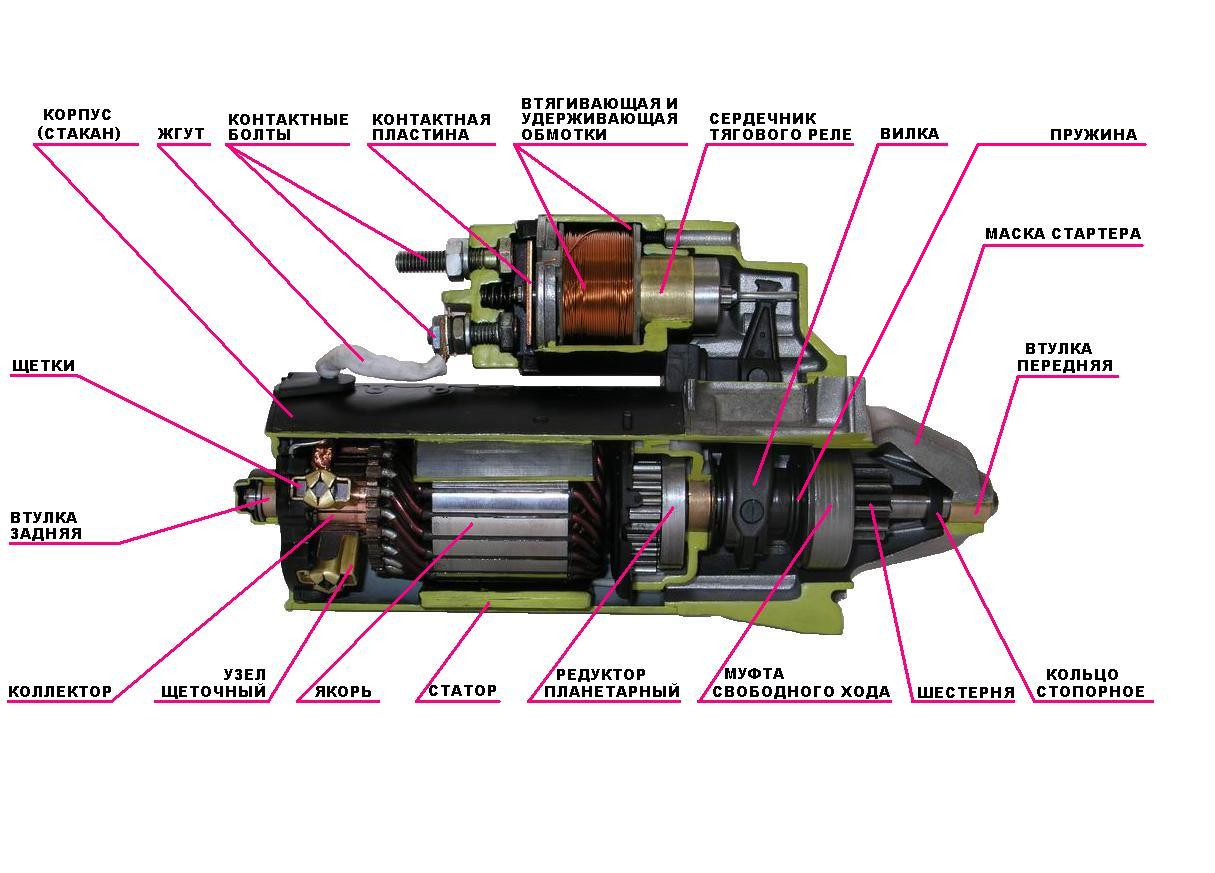 КОРПУС
(СТАКАН)
ЖГУТ
КОНТАКТНЫЕ
БОЛТЫ
КОНТАКТНАЯ
ПЛАСТИНА
ВТЯГИВАЮЩАЯ И
УДЕРЖИВАЮЩАЯ
ОБМОТКИ
СЕРДЕЧНИК
ТЯГОВОГО РЕЛЕ
ВИЛКА
ПРУЖИНА
МАСКА СТАРТЕРА
ВТУЛКА
ПЕРЕДНЯЯ
ЩЕТКИ
ВТУЛКА
ЗАДНЯЯ
КОЛЛЕКТОР
УЗЕЛ
ЩЕТОЧНЫЙ
ЯКОРЬ
СТАТОР
РЕДУКТОР
ПЛАНЕТАРНЫЙ
МУФТА
СВОБОДНОГО ХОДА
ШЕСТЕРНЯ
КОЛЬЦО
СТОПОРНОЕ